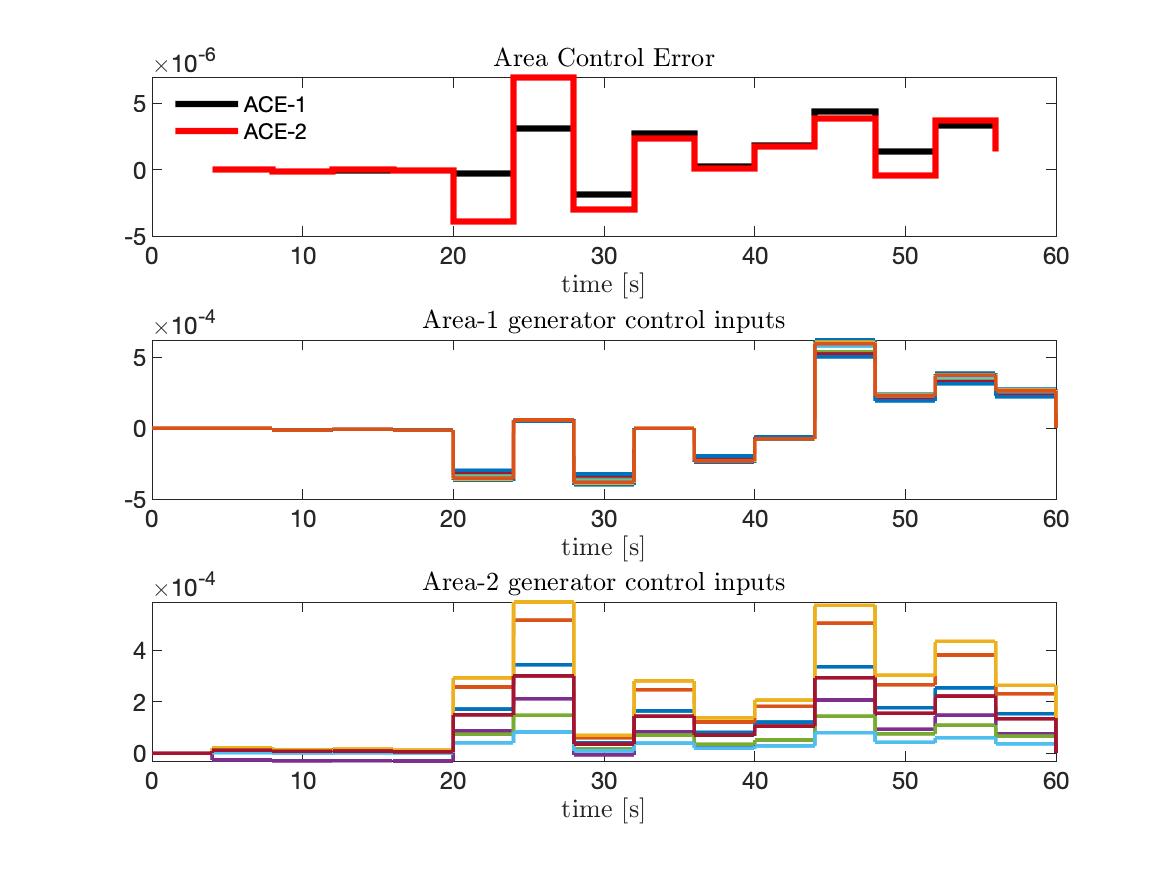 Area Control Error
×10-6
5
0
-5
ACE-1
ACE-2
0 10 20 30 40 50 60
time [s]
Area-1 generator control inputs
×10-4
5
0
-5
0 10 20 30 40 50 60
time [s]
Area-2 generator control inputs
×10-4
4
2
0
0 10 20 30 40 50 60
time [s]